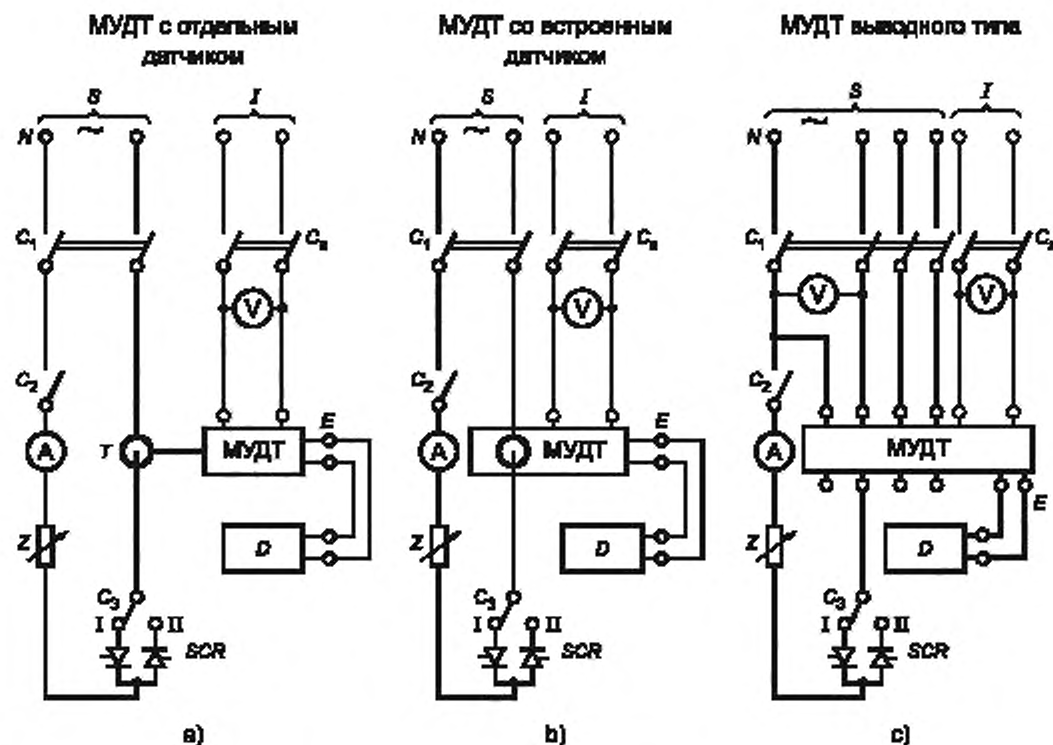 МУДТ с отдельным
датчиком
МУДТ со встроенным
датчиком
МУДТ выводного типа
S
I
S
I
S
I
N
N
N
C1
C1
C1
V
V
V
V
C2
C2
C2
A
T
МУДТ
E
A
МУДТ
E
A
МУДТ
E
Z
D
Z
D
Z
D
C3
C3
C3
I
II
SCR
I
II
SCR
I
II
SCR
a)
b)
c)